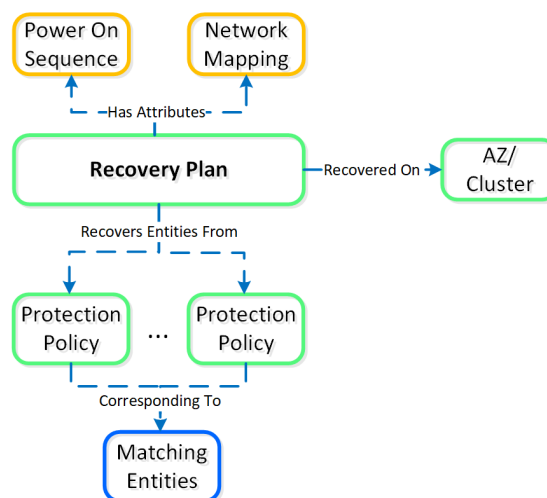 Power On
Sequence
Network
Mapping
Has Attributes
Recovery Plan
Recovered On
AZ/
Cluster
Recovers Entities From
Protection
Policy
...
Protection
Policy
Corresponding To
Matching
Entities